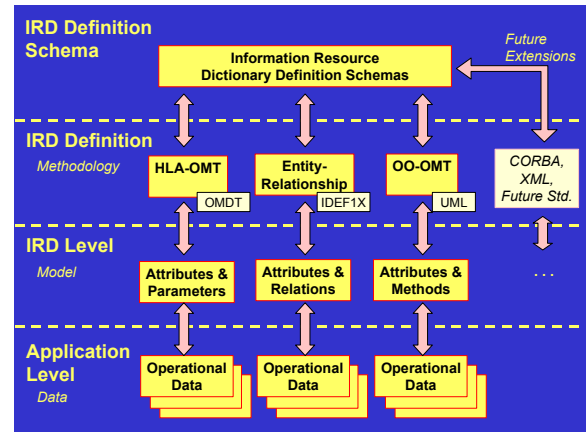 IRD Definition
Schema
Information Resource
Dictionary Definition Schemas
Future
Extensions
IRD Definition
Methodology
HLA-OMT
OMDT
Entity-
Relationship
IDEF1X
OO-OMT
UML
CORBA,
XML,
Future Std.
IRD Level
Model
Attributes &
Parameters
Attributes &
Relations
Attributes &
Methods
. . .
Application
Level
Data
Operational
Data
Operational
Data
Operational
Data